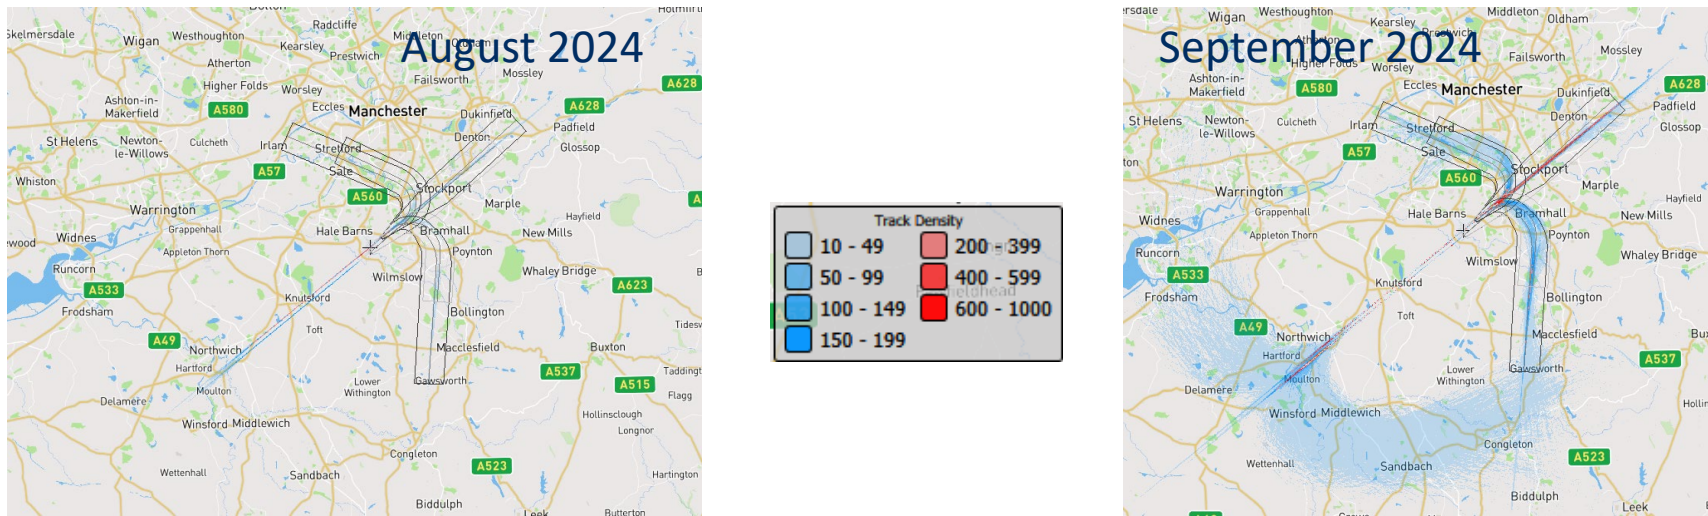 August 2024
Skelmersdale
Wigan
Westhoughton
Radcliffe
Kearsley
Prestwich
Middleton
Oldham
Mossley
Atherton
Higher Folds
Worsley
Failsworth
A628
Ashton-in-
Makerfield
A580
Eccles
Manchester
Dukinfield
A628
Padfield
St Helens
Newton-
le-Willows
Culcheth
Irlam
Stretford
Denton
Glossop
A57
Sale
Whiston
A560
Stockport
Marple
Warrington
Grappenhall
Hale Barns
Bramhall
Hayfield
New Mills
Widnes
Appleton Thorn
Poynton
Runcorn
Wilmslow
Whaley Bridge
A533
Knutsford
A623
Frodsham
Toft
Bollington
A49
Northwich
Macclesfield
Buxton
Hartford
Lower
Withington
Gawsworth
A537
A515
Delamere
Moulton
Flagg
Winsford Middlewich
Hollinsclough
Longnor
Congleton
Wettenhall
Sandbach
A523
Hartington
Biddulph
Leek
Butterton
Track Density
10 - 49
200 - 399
50 - 99
400 - 599
100 - 149
600 - 1000
150 - 199
September 2024
Wigan
Westhoughton
Kearsley
Prestwich
Middleton
Oldham
Mossley
Atherton
Higher Folds
Worsley
Failsworth
Ashton-in-
Makerfield
A580
Eccles
Manchester
Dukinfield
A628
Padfield
St Helens
Newton-
le-Willows
Culcheth
Irlam
Stretford
Denton
Glossop
A57
Sale
A560
Stockport
Marple
Warrington
Grappenhall
Hale Barns
Bramhall
Hayfield
New Mills
Widnes
Appleton Thorn
Poynton
Runcorn
Wilmslow
Whaley Bridge
A533
Knutsford
Frodsham
Toft
Bollington
A49
Northwich
Macclesfield
Hartford
Lower
Withington
Gawsworth
A537
Delamere
Moulton
Winsford Middlewich
Congleton
Wettenhall
Sandbach
A523
Biddulph
Leek